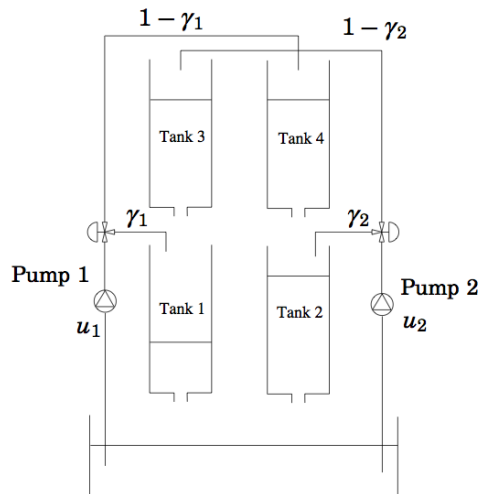 1 − γ₁
1 − γ₂
Tank 3
Tank 4
γ₁
γ₂
Pump 1
Pump 2
Tank 1
Tank 2
u₁
u₂